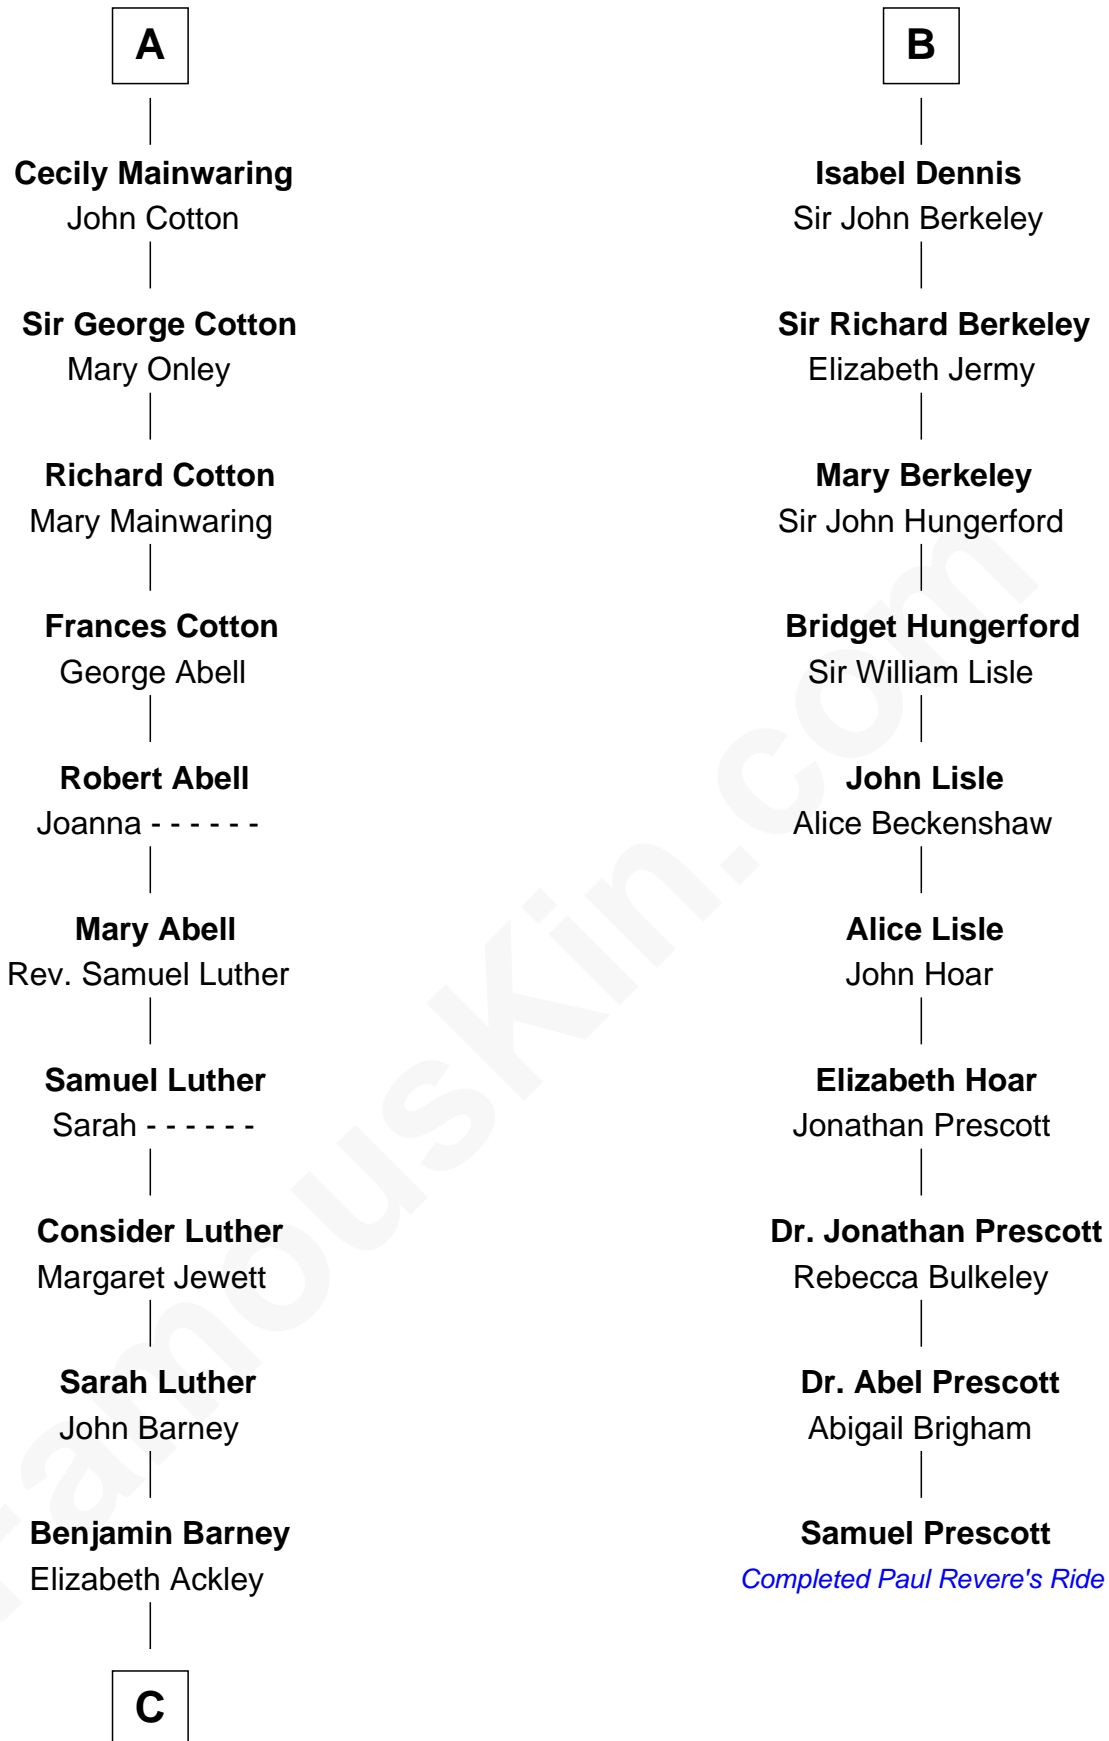 A
Cecily Mainwaring
John Cotton
Sir George Cotton
Mary Onley
Richard Cotton
Mary Mainwaring
Frances Cotton
George Abell
Robert Abell
Joanna - - - - - -
Mary Abell
Rev. Samuel Luther
Samuel Luther
Sarah - - - - - -
Consider Luther
Margaret Jewett
Sarah Luther
John Barney
Benjamin Barney
Elizabeth Ackley
C
B
Isabel Dennis
Sir John Berkeley
Sir Richard Berkeley
Elizabeth Jermy
Mary Berkeley
Sir John Hungerford
Bridget Hungerford
Sir William Lisle
John Lisle
Alice Beckenshaw
Alice Lisle
John Hoar
Elizabeth Hoar
Jonathan Prescott
Dr. Jonathan Prescott
Rebecca Bulkeley
Dr. Abel Prescott
Abigail Brigham
Samuel Prescott
Completed Paul Revere's Ride
FamousKin.com